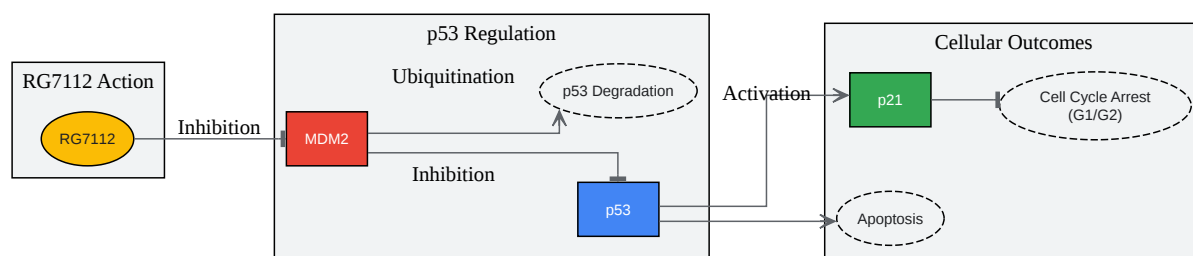 RG7112 Action
RG7112
Inhibition
p53 Regulation
Ubiquitination
p53 Degradation
MDM2
Inhibition
p53
Activation
Cellular Outcomes
p21
Cell Cycle Arrest
(G1/G2)
Apoptosis